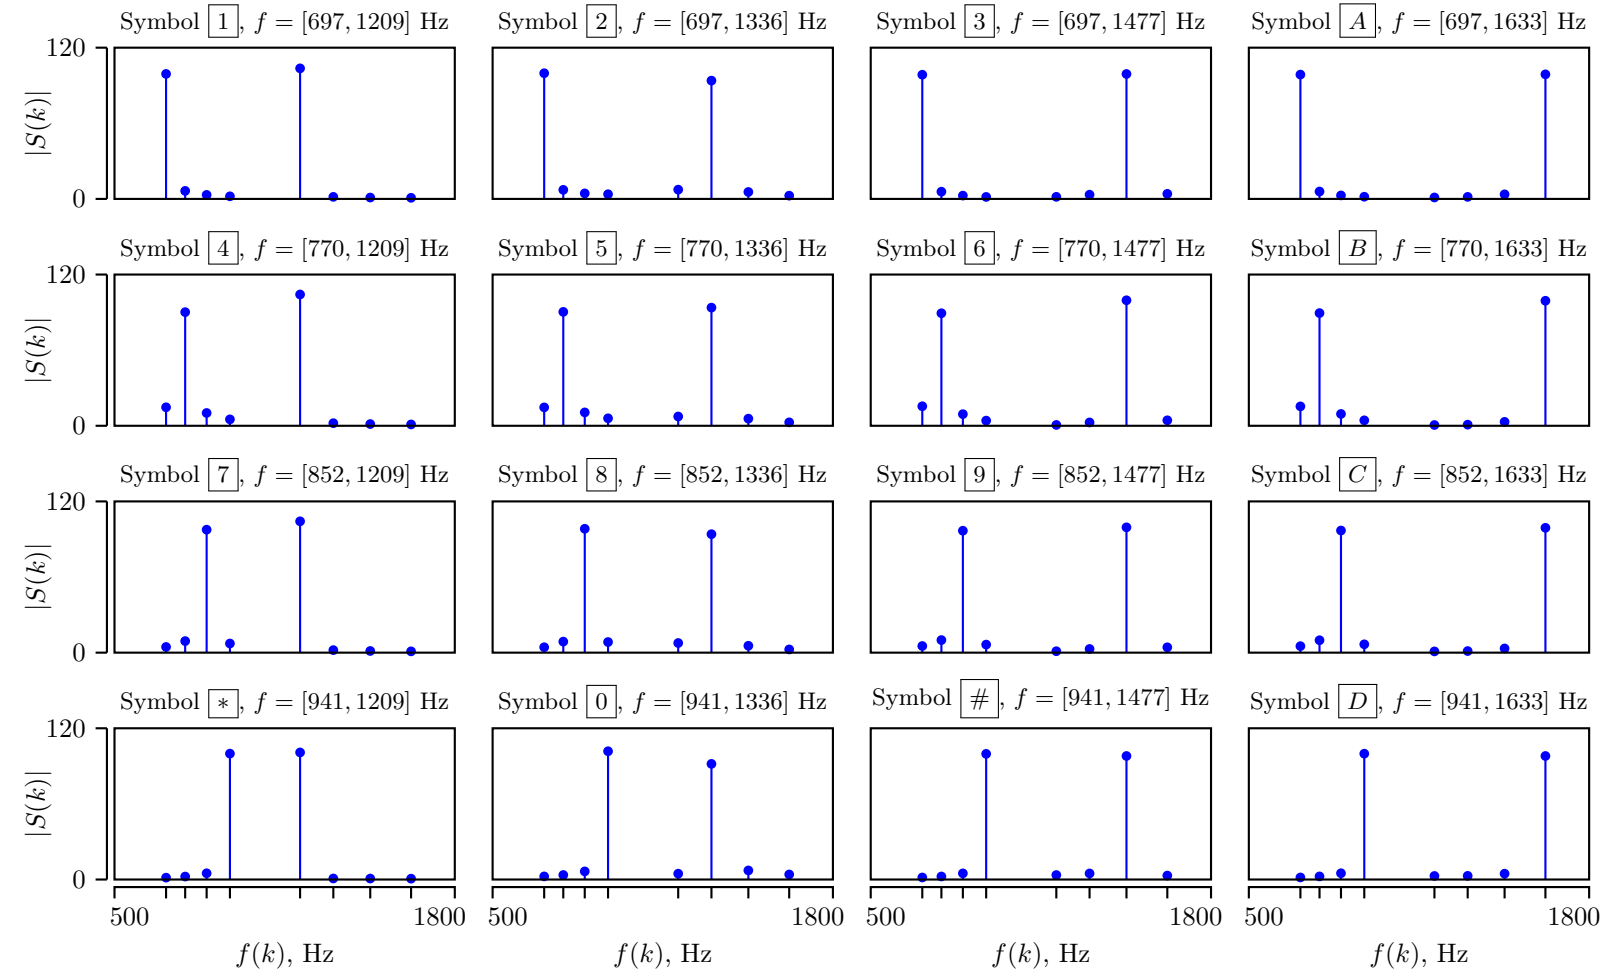 Symbol 1, f = [697, 1209] Hz
Symbol 2, f = [697, 1336] Hz
Symbol 3, f = [697, 1477] Hz
Symbol A, f = [697, 1633] Hz
120
|S(k)|
0
Symbol 4, f = [770, 1209] Hz
Symbol 5, f = [770, 1336] Hz
Symbol 6, f = [770, 1477] Hz
Symbol B, f = [770, 1633] Hz
120
|S(k)|
0
Symbol 7, f = [852, 1209] Hz
Symbol 8, f = [852, 1336] Hz
Symbol 9, f = [852, 1477] Hz
Symbol C, f = [852, 1633] Hz
120
|S(k)|
0
Symbol *, f = [941, 1209] Hz
Symbol 0, f = [941, 1336] Hz
Symbol #, f = [941, 1477] Hz
Symbol D, f = [941, 1633] Hz
120
|S(k)|
0
500 1800
500 1800
500 1800
500 1800
f(k), Hz
f(k), Hz
f(k), Hz
f(k), Hz